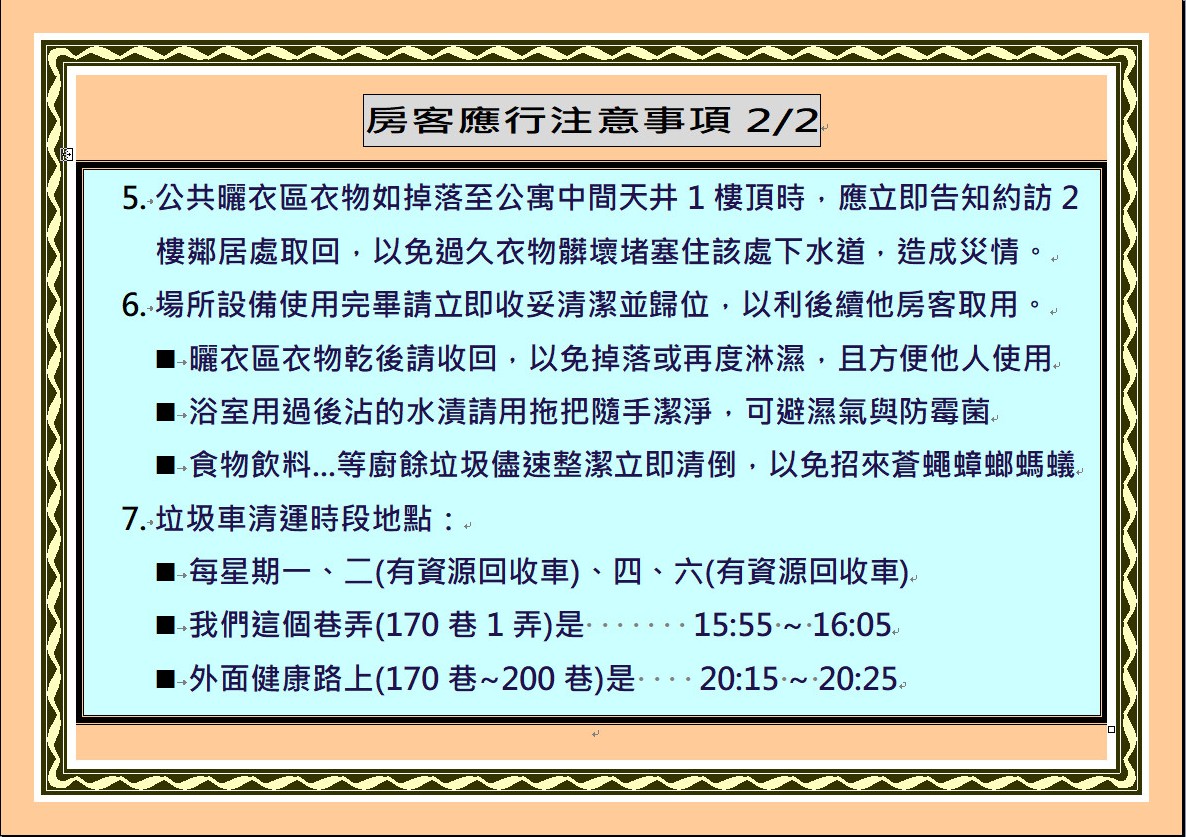 房客應行注意事項 2/2
5. 公共曬衣區衣物如掉落至公寓中間天井 1 樓頂時，應立即告知約訪 2
樓鄰居處取回，以免過久衣物髒壞堵塞住該處下水道，造成災情。
6. 場所設備使用完畢請立即收妥清潔並歸位，以利後續他房客取用。
■ 曬衣區衣物乾後請收回，以免掉落或再度淋濕，且方便他人使用
■ 浴室用過後沾的水漬請用拖把隨手潔淨，可避濕氣與防霉菌
■ 食物飲料...等廚餘垃圾儘速整潔立即清倒，以免招來蒼蠅蟑螂螞蟻
7. 垃圾車清運時段地點：
■ 每星期一、二(有資源回收車)、四、六(有資源回收車)
■ 我們這個巷弄(170 巷 1 弄)是 15:55 ~ 16:05
■ 外面健康路上(170 巷~200 巷)是 20:15 ~ 20:25